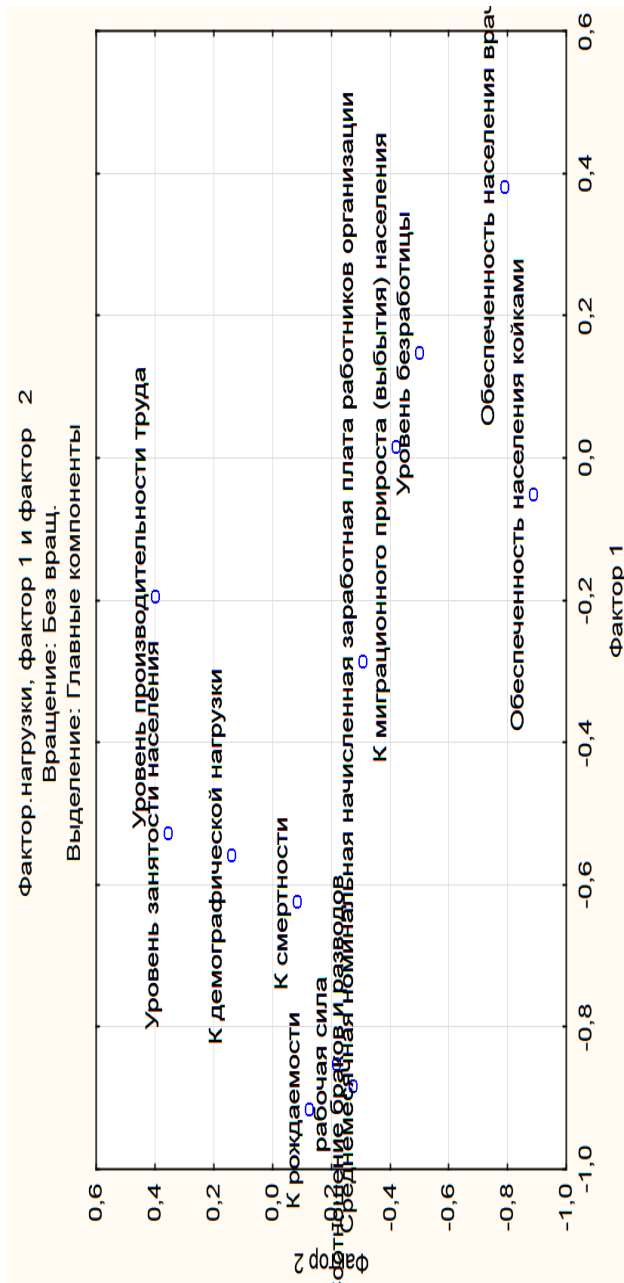 Фактор.нагрузки, фактор 1 и фактор 2
Вращение: Без вращ.
Выделение: Главные компоненты
Уровень производительности труда
Уровень занятости населения
К демографической нагрузки
К смертности
К рождаемости
рабочая сила
браков и разводов
Среднемесячная номинальная начисленная заработная плата работников организации
К миграционного прироста (выбытия) населения
Уровень безработицы
Обеспеченность населения врач
Обеспеченность населения койками
-1,0 -0,8 -0,6 -0,4 -0,2 0,0 0,2 0,4 0,6
Фактор 1
0,6
0,4
0,2
0,0
-0,2
-0,4
-0,6
-0,8
-1,0
Фактор 2